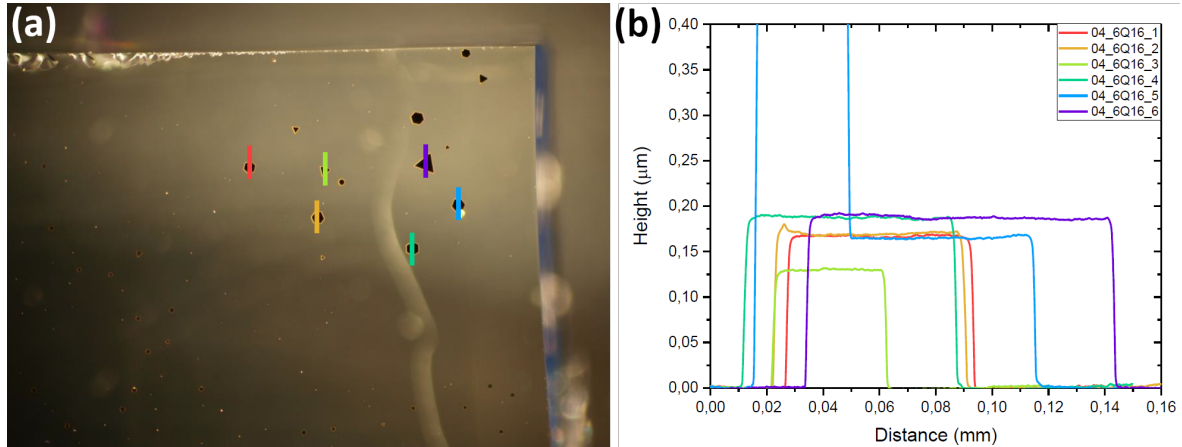 (a)
(b)
0,40
0,35
0,30
0,25
0,20
0,15
0,10
0,05
0,00
Height (μm)
04_6Q16_1
04_6Q16_2
04_6Q16_3
04_6Q16_4
04_6Q16_5
04_6Q16_6
0,00 0,02 0,04 0,06 0,08 0,10 0,12 0,14 0,16
Distance (mm)